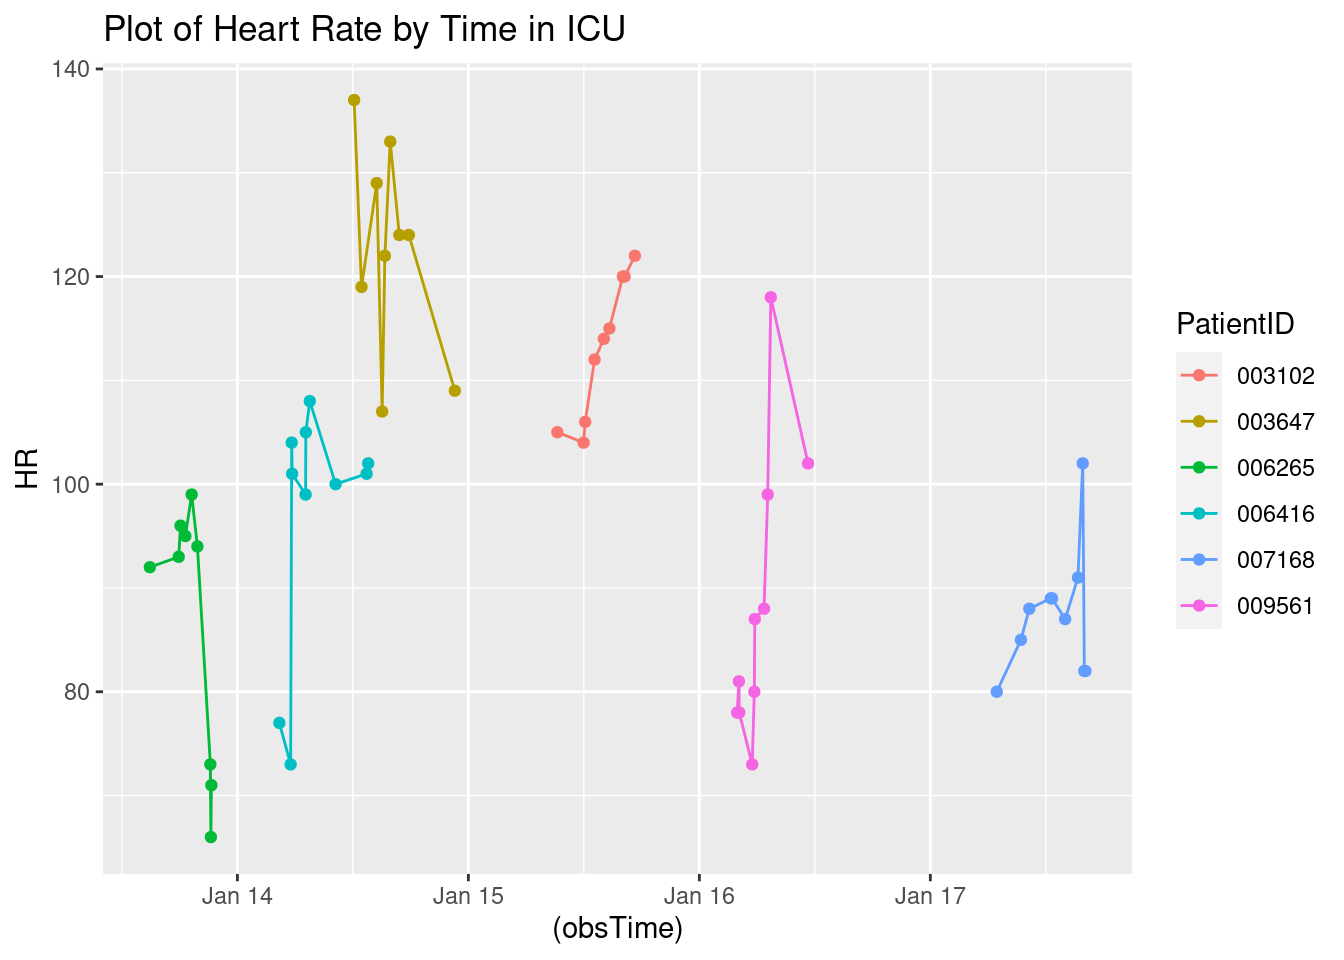 Plot of Heart Rate by Time in ICU
140
120
100
80
HR
Jan 14 Jan 15 Jan 16 Jan 17
(obsTime)
PatientID
003102
003647
006265
006416
007168
009561